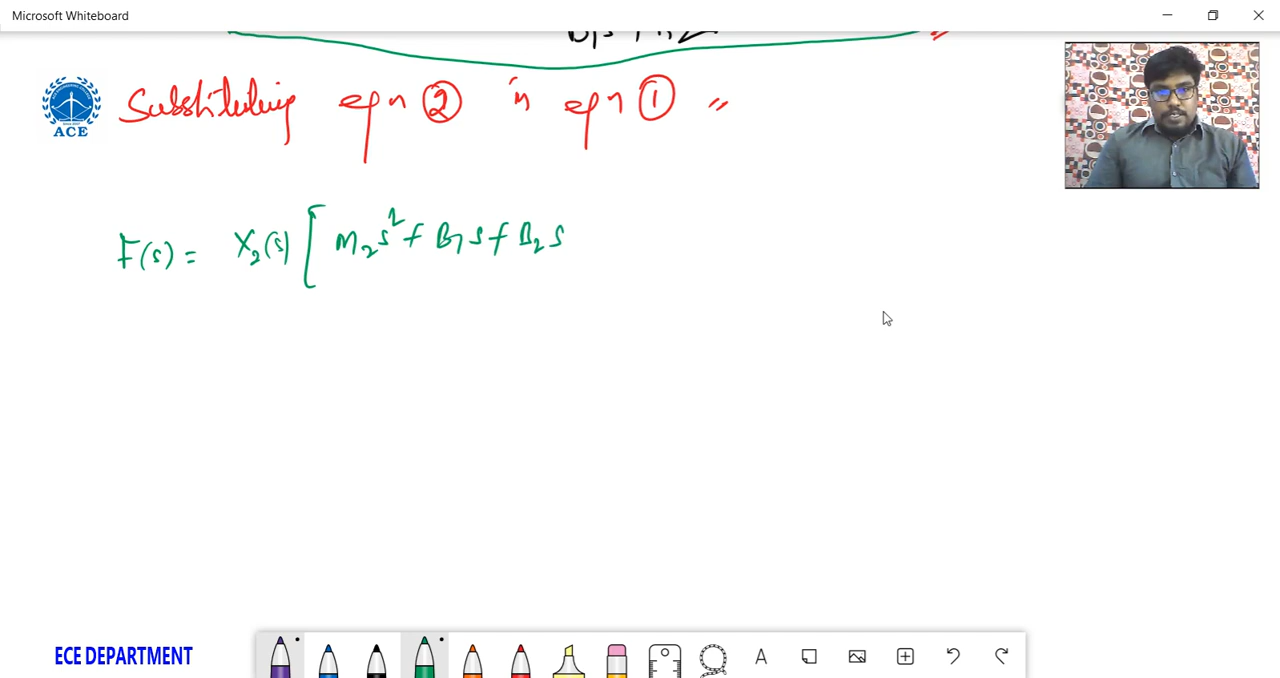 Microsoft Whiteboard
ACE
Substituting eqn ② in eqn ①
F(s) = X₂(s) [ M₂s² + B₁s + B₂s
ECE DEPARTMENT
A